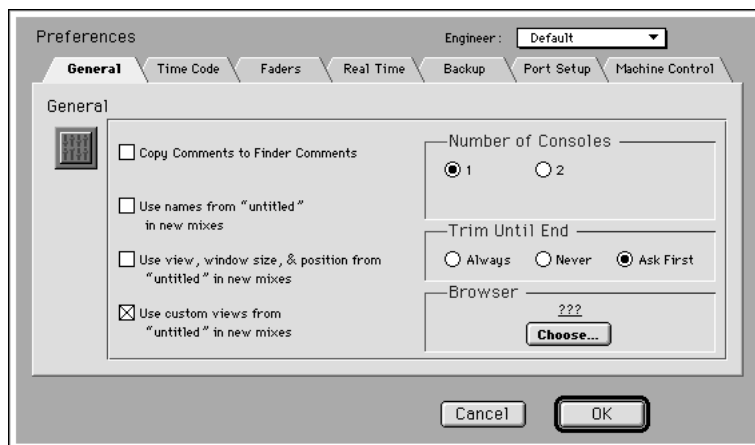 Preferences
Engineer: Default
General
Time Code
Faders
Real Time
Backup
Port Setup
Machine Control
General
Copy Comments to Finder Comments
Use names from "untitled"
in new mixes
Use view, window size, & position from
"untitled" in new mixes
Use custom views from
"untitled" in new mixes
Number of Consoles
1
2
Trim Until End
Always
Never
Ask First
Browser
???
Choose...
Cancel
OK